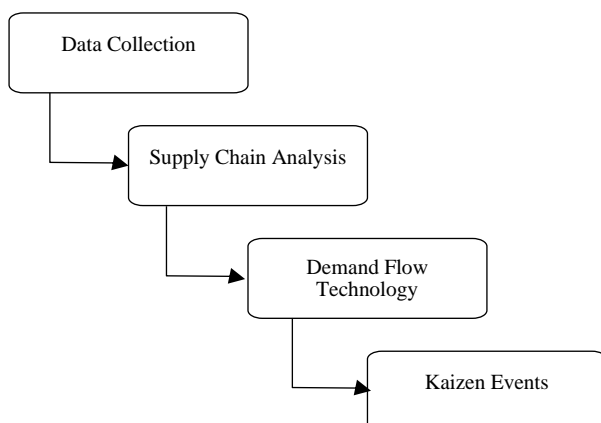 Data Collection
Supply Chain Analysis
Demand Flow
Technology
Kaizen Events